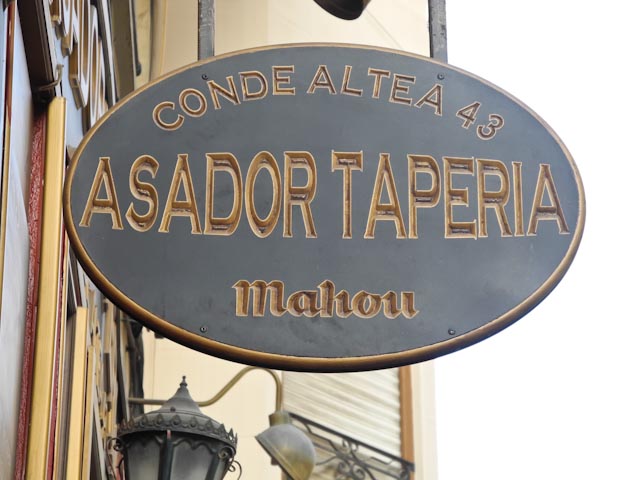 CONDE ALTEA 43
ASADOR TAPERIA
Mahou